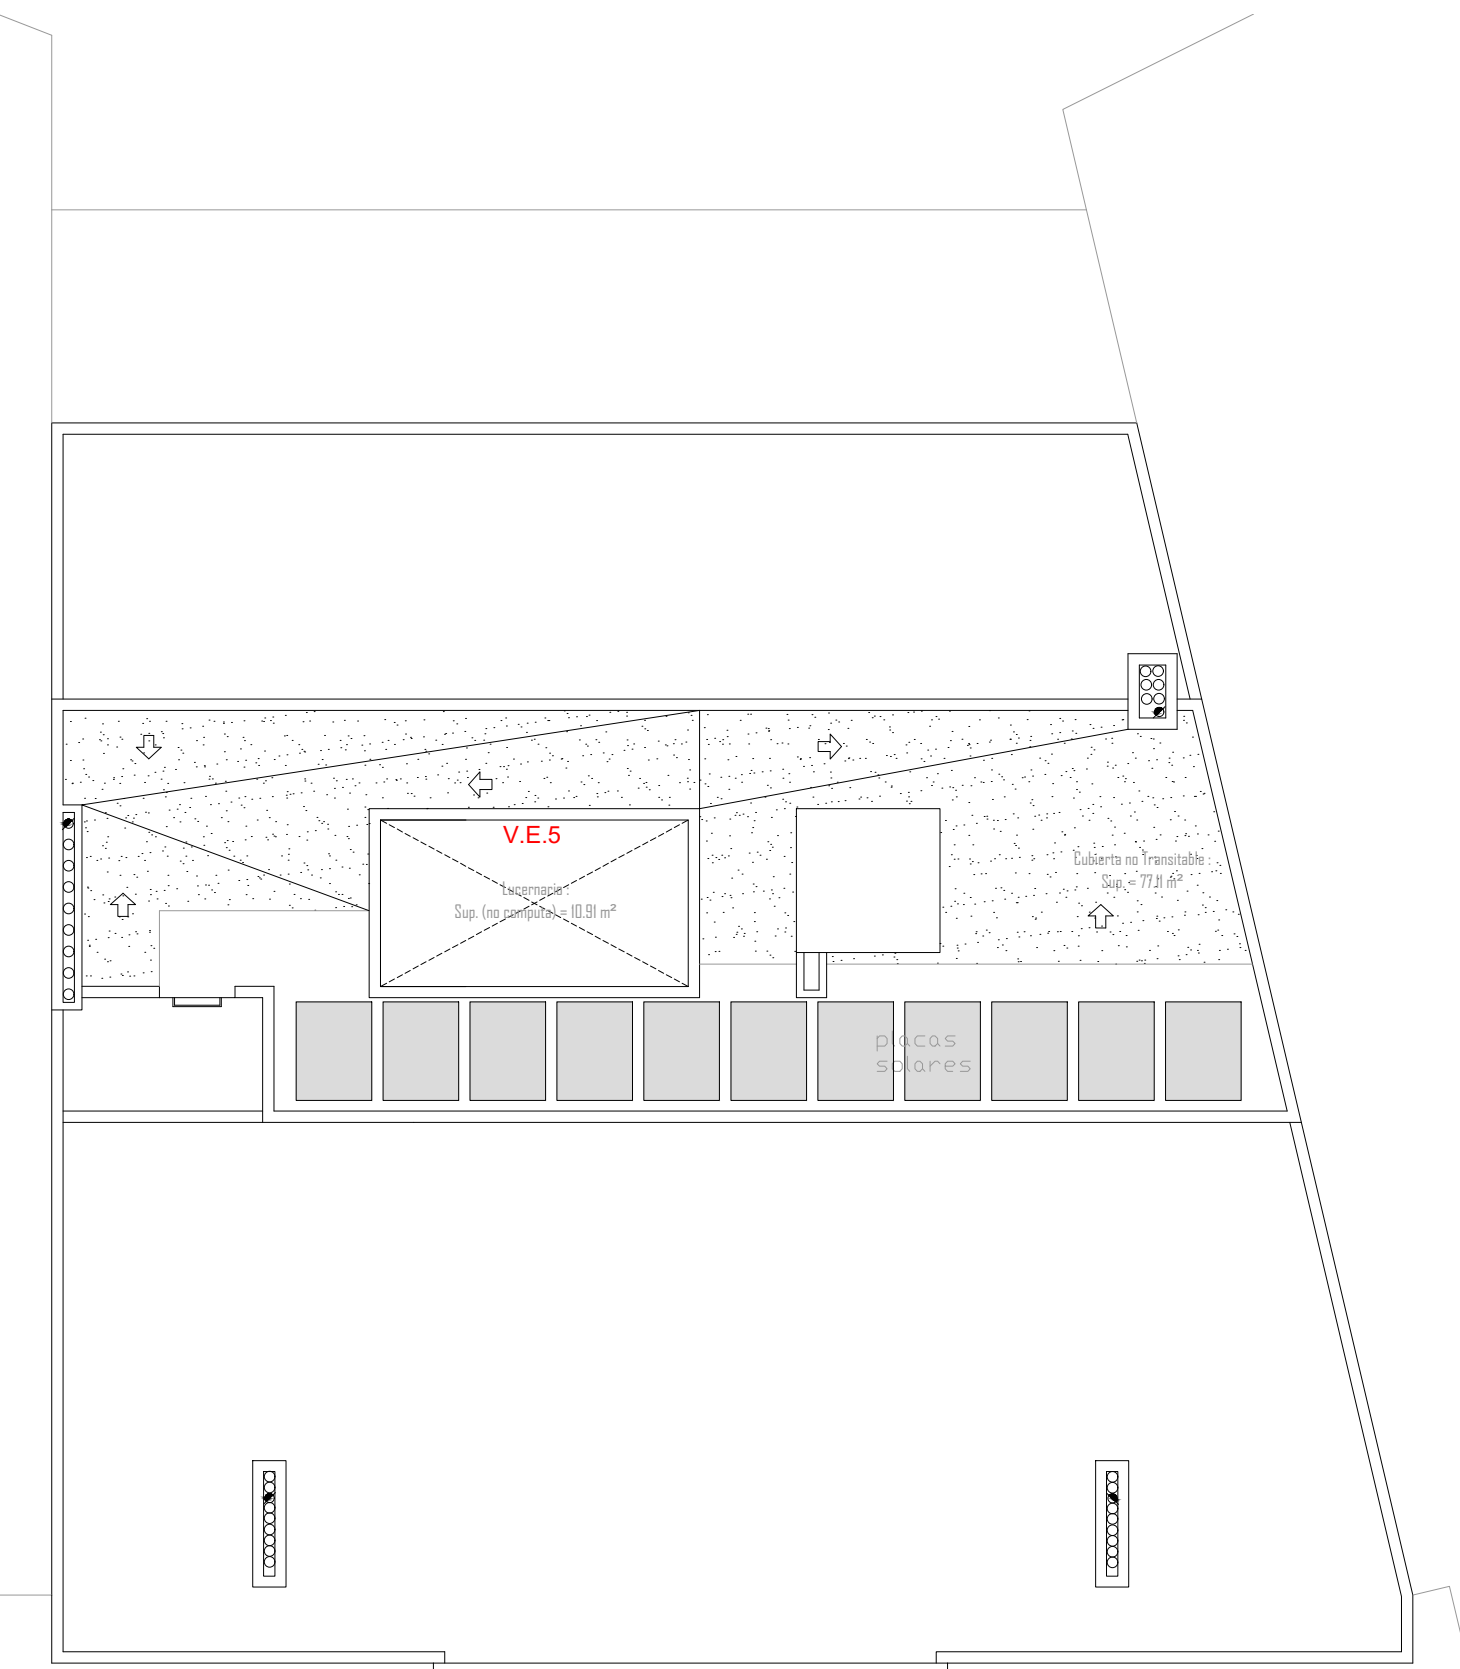 V.E.5
Lucernario :
Sup. (no computa) = 10.91 m²
Cubierta no Transitable :
Sup. = 77.11 m²
placas
solares